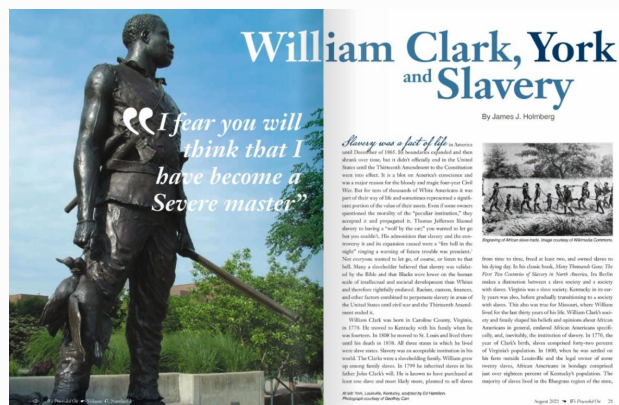 William Clark, York
and Slavery
By James J. Holmberg
“I fear you will
think that I
have become a
Severe master.”
Slavery was a fact of life in America
until December of 1865. Its boundaries expanded and then
shrank over time, but it didn't officially end in the United
States until the Thirteenth Amendment to the Constitution
went into effect. It is a blot on America's conscience and
was a major reason for the bloody and tragic four-year Civil
War. But for tens of thousands of White Americans it was
part of their way of life and sometimes represented a signifi-
cant portion of the value of their assets. Even if some owners
questioned the morality of the "peculiar institution," they
accepted it and propagated it. Thomas Jefferson likened
slavery to having a "wolf by the ear;" you wanted to let go
but you couldn't. His admonition that slavery and the con-
troversy it and its expansion caused were a "fire bell in the
night" ringing a warning of future trouble was prescient.
Not everyone wanted to let go, of course, or listen to that
bell. Many a slaveholder believed that slavery was validat-
ed by the Bible and that Blacks were lower on the human
scale of intellectual and societal development than Whites
and therefore rightfully enslaved. Racism, custom, finances,
and other factors combined to perpetuate slavery in areas of
the United States until civil war and the Thirteenth Amend-
ment ended it.
William Clark was born in Caroline County, Virginia,
in 1770. He moved to Kentucky with his family when he
was fourteen. In 1808 he moved to St. Louis and lived there
until his death in 1838. All three states in which he lived
were slave states. Slavery was an acceptable institution in his
world. The Clarks were a slaveholding family. William grew
up among family slaves. In 1799 he inherited slaves in his
father John Clark's will. He is known to have purchased at
least one slave and most likely more, planned to sell slaves
At left: York, Louisville, Kentucky, sculpted by Ed Hamilton.
Photograph courtesy of Geoffrey Carr
Engraving of African slave trade. Image courtesy of Wikimedia Commons.
from time to time, freed at least two, and owned slaves to
his dying day. In his classic book, Many Thousands Gone: The
First Two Centuries of Slavery in North America, Ira Berlin
makes a distinction between a slave society and a society
with slaves. Virginia was a slave society. Kentucky in its ear-
ly years was also, before gradually transitioning to a society
with slaves. This also was true for Missouri, where William
lived for the last thirty years of his life. William Clark's soci-
ety and family shaped his beliefs and opinions about African
Americans in general, enslaved African Americans specifi-
cally, and, inevitably, the institution of slavery. In 1770, the
year of Clark's birth, slaves comprised forty-two percent
of Virginia's population. In 1800, when he was settled on
his farm outside Louisville and the legal owner of some
twenty slaves, African Americans in bondage comprised
just over eighteen percent of Kentucky's population. The
majority of slaves lived in the Bluegrass region of the state,
August 2021